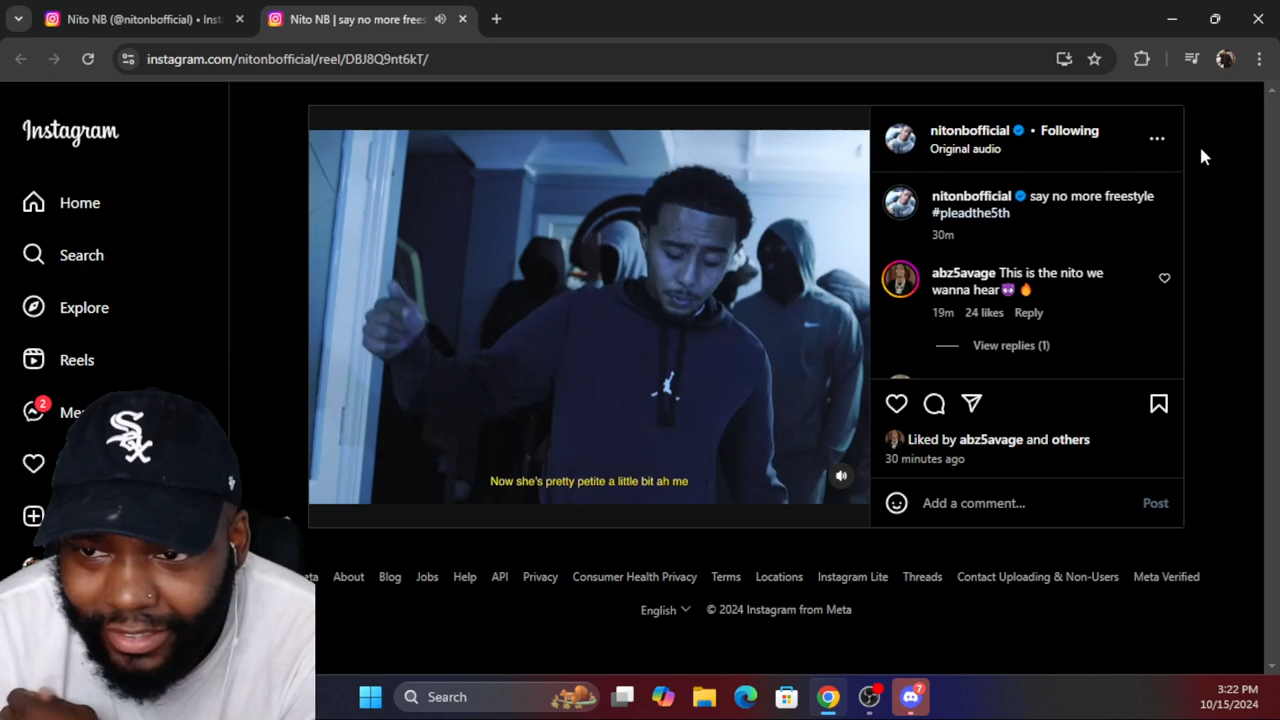 Nito NB (@nitonbofficial) • Inst
Nito NB | say no more frees
instagram.com/nitonbofficial/reel/DBJ8Q9nt6kT/
Instagram
Home
Search
Explore
Reels
2
Me
Sox
Now she's pretty petite a little bit ah me
nitonbofficial • Following
Original audio
nitonbofficial say no more freestyle
#pleadthe5th
30m
abz5avage This is the nito we
wanna hear😈🔥
19m 24 likes Reply
View replies (1)
Liked by abz5avage and others
30 minutes ago
Add a comment... Post
eta About Blog Jobs Help API Privacy Consumer Health Privacy Terms Locations Instagram Lite Threads Contact Uploading & Non-Users Meta Verified
English © 2024 Instagram from Meta
Search
7
3:22 PM
10/15/2024